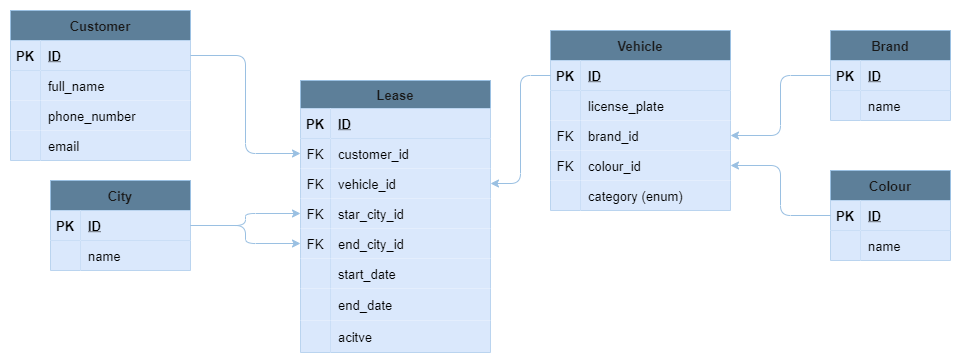 Customer
PK ID
full_name
phone_number
email
City
PK ID
name
Lease
PK ID
FK customer_id
FK vehicle_id
FK star_city_id
FK end_city_id
start_date
end_date
acitve
Vehicle
PK ID
license_plate
FK brand_id
FK colour_id
category (enum)
Brand
PK ID
name
Colour
PK ID
name